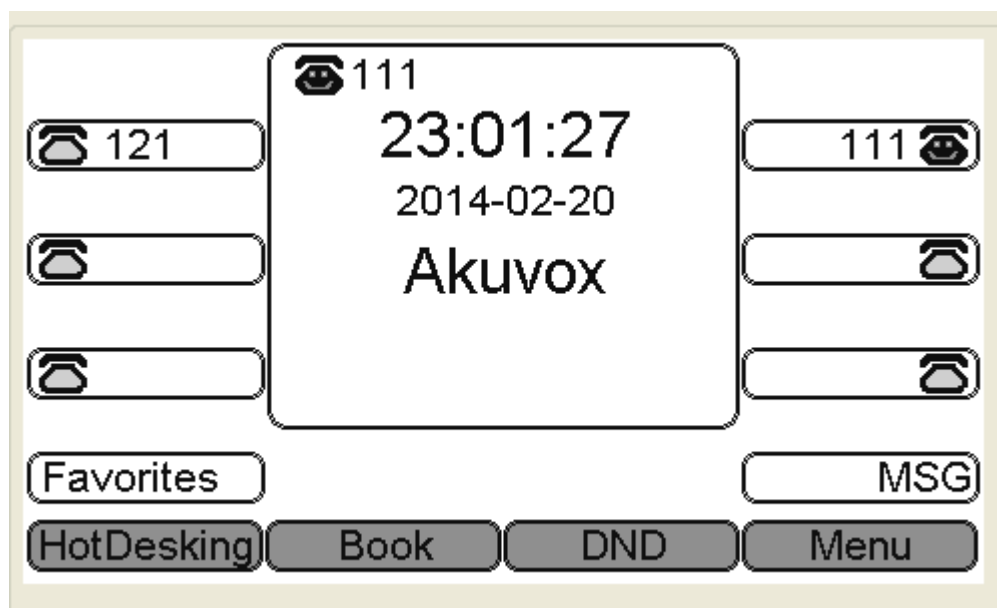 111
23:01:27
121
111
2014-02-20
Akuvox
Favorites
MSG
HotDesking
Book
DND
Menu